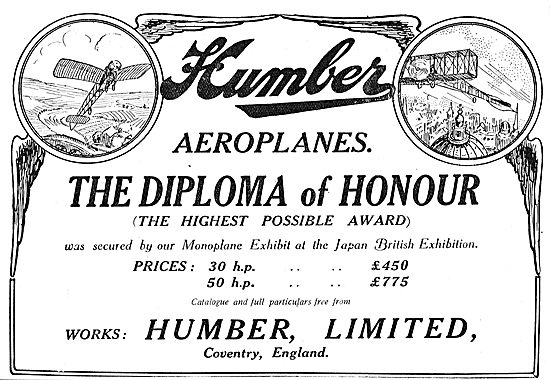 Humber
AEROPLANES.
THE DIPLOMA of HONOUR
(THE HIGHEST POSSIBLE AWARD)
was secured by our Monoplane Exhibit at the Japan British Exhibition.
PRICES: 30 h.p. .. .. £450
50 h.p. .. .. £775
Catalogue and full particulars free from
WORKS: HUMBER, LIMITED,
Coventry, England.